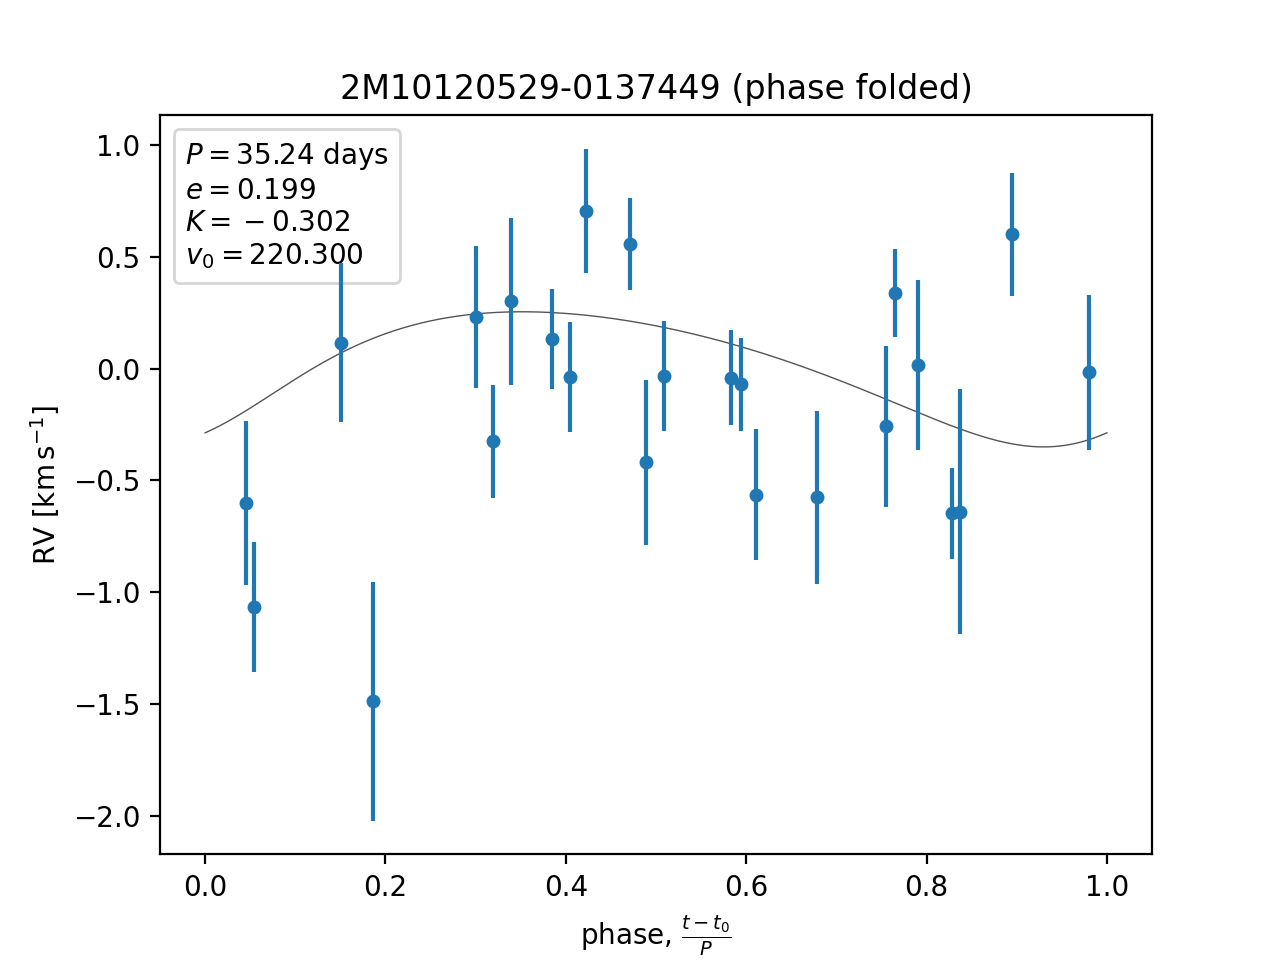 2M10120529-0137449 (phase folded)
P = 35.24 days
e = 0.199
K = −0.302
v₀ = 220.300
1.0
0.5
0.0
−0.5
−1.0
−1.5
−2.0
RV [km s⁻¹]
0.0 0.2 0.4 0.6 0.8 1.0
phase, (t − t₀)/P